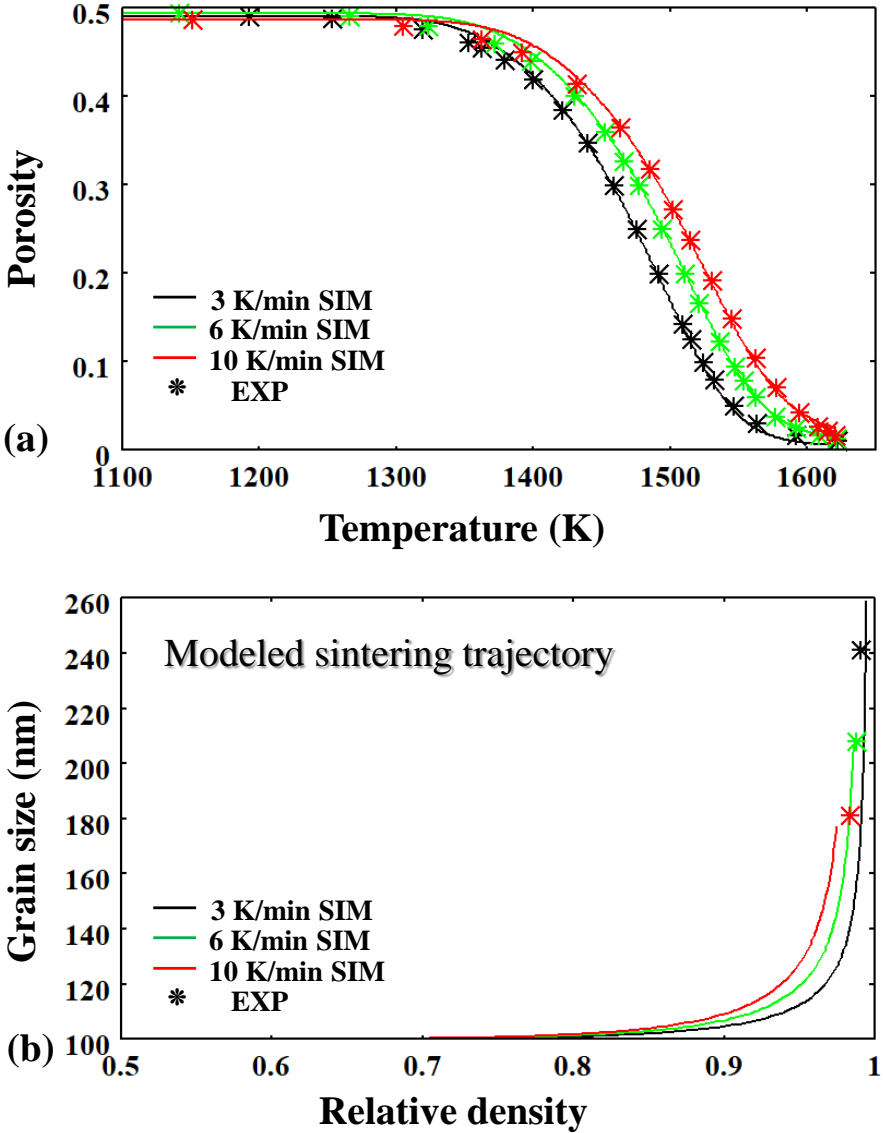 0.5
0.4
0.3
0.2
0.1
0
Porosity
3 K/min SIM
6 K/min SIM
10 K/min SIM
EXP
(a)
1100 1200 1300 1400 1500 1600
Temperature (K)
260
240
220
200
180
160
140
120
100
Grain size (nm)
Modeled sintering trajectory
3 K/min SIM
6 K/min SIM
10 K/min SIM
EXP
(b)
0.5 0.6 0.7 0.8 0.9 1
Relative density